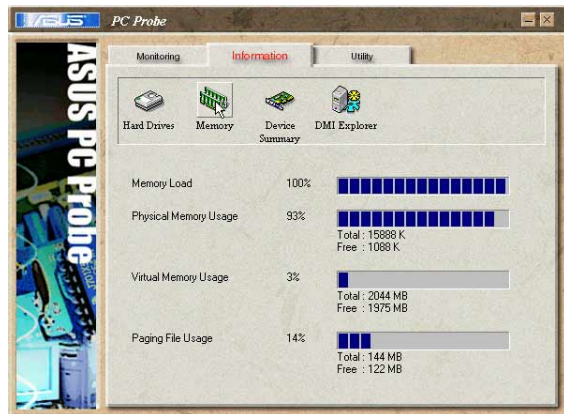 ASUS PC Probe
ASUS PC Probe
Monitoring Information Utility
Hard Drives Memory Device Summary DMI Explorer
Memory Load 100%
Physical Memory Usage 93%
Total : 15888 K
Free : 1088 K
Virtual Memory Usage 3%
Total : 2044 MB
Free : 1975 MB
Paging File Usage 14%
Total : 144 MB
Free : 122 MB